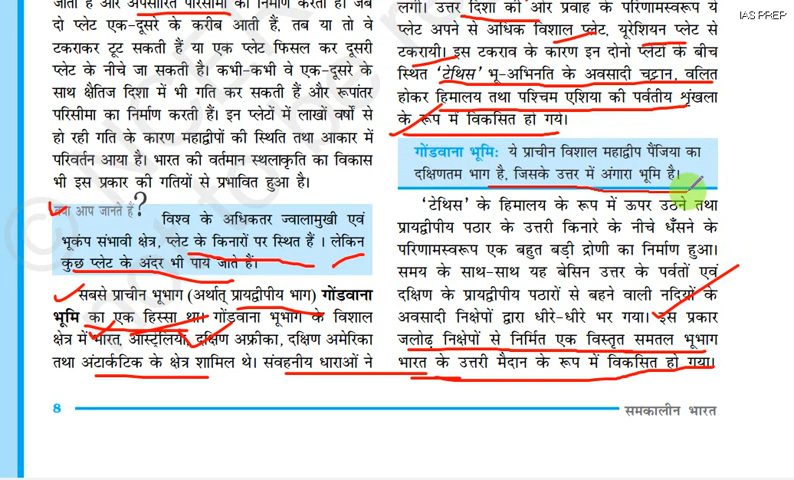 IAS PREP
जाती है और अपसारित परिसीमा का निर्माण करती हैं। जब
दो प्लेट एक-दूसरे के करीब आती हैं, तब या तो वे
टकराकर टूट सकती हैं या एक प्लेट फिसल कर दूसरी
प्लेट के नीचे जा सकती है। कभी-कभी वे एक-दूसरे के
साथ क्षैतिज दिशा में भी गति कर सकती हैं और रूपांतर
परिसीमा का निर्माण करती हैं। इन प्लेटों में लाखों वर्षों से
हो रही गति के कारण महाद्वीपों की स्थिति तथा आकार में
परिवर्तन आया है। भारत की वर्तमान स्थलाकृति का विकास
भी इस प्रकार की गतियों से प्रभावित हुआ है।
क्या आप जानते हैं?
विश्व के अधिकतर ज्वालामुखी एवं
भूकंप संभावी क्षेत्र, प्लेट के किनारों पर स्थित हैं । लेकिन
कुछ प्लेट के अंदर भी पाये जाते हैं।
सबसे प्राचीन भूभाग (अर्थात् प्रायद्वीपीय भाग) गोंडवाना
भूमि का एक हिस्सा था। गोंडवाना भूभाग के विशाल
क्षेत्र में भारत, आस्ट्रेलिया, दक्षिण अफ्रीका, दक्षिण अमेरिका
तथा अंटार्कटिक के क्षेत्र शामिल थे। संवहनीय धाराओं ने
8
लगी। उत्तर दिशा की ओर प्रवाह के परिणामस्वरूप ये
प्लेट अपने से अधिक विशाल प्लेट, यूरेशियन प्लेट से
टकरायी। इस टकराव के कारण इन दोनों प्लेटों के बीच
स्थित 'टेथिस' भू-अभिनति के अवसादी चट्टान, वलित
होकर हिमालय तथा पश्चिम एशिया की पर्वतीय शृंखला
के रूप में विकसित हो गये।
गोंडवाना भूमि: ये प्राचीन विशाल महाद्वीप पैंजिया का
दक्षिणतम भाग है, जिसके उत्तर में अंगारा भूमि है।
'टेथिस' के हिमालय के रूप में ऊपर उठने तथा
प्रायद्वीपीय पठार के उत्तरी किनारे के नीचे धँसने के
परिणामस्वरूप एक बहुत बड़ी द्रोणी का निर्माण हुआ।
समय के साथ-साथ यह बेसिन उत्तर के पर्वतों एवं
दक्षिण के प्रायद्वीपीय पठारों से बहने वाली नदियों के
अवसादी निक्षेपों द्वारा धीरे-धीरे भर गया। इस प्रकार
जलोढ़ निक्षेपों से निर्मित एक विस्तृत समतल भूभाग
भारत के उत्तरी मैदान के रूप में विकसित हो गया।
समकालीन भारत